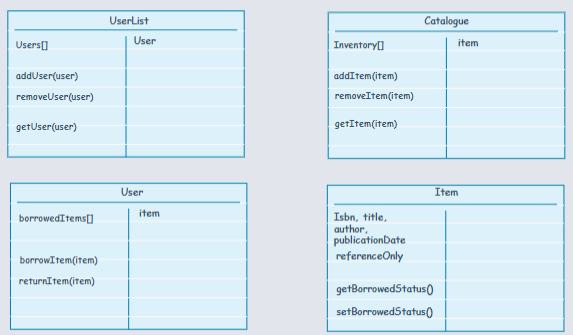 UserList
Users[]
User
addUser(user)
removeUser(user)
getUser(user)
Catalogue
Inventory[]
item
addItem(item)
removeItem(item)
getItem(item)
User
borrowedItems[]
item
borrowItem(item)
returnItem(item)
Item
Isbn, title,
author,
publicationDate
referenceOnly
getBorrowedStatus()
setBorrowedStatus()